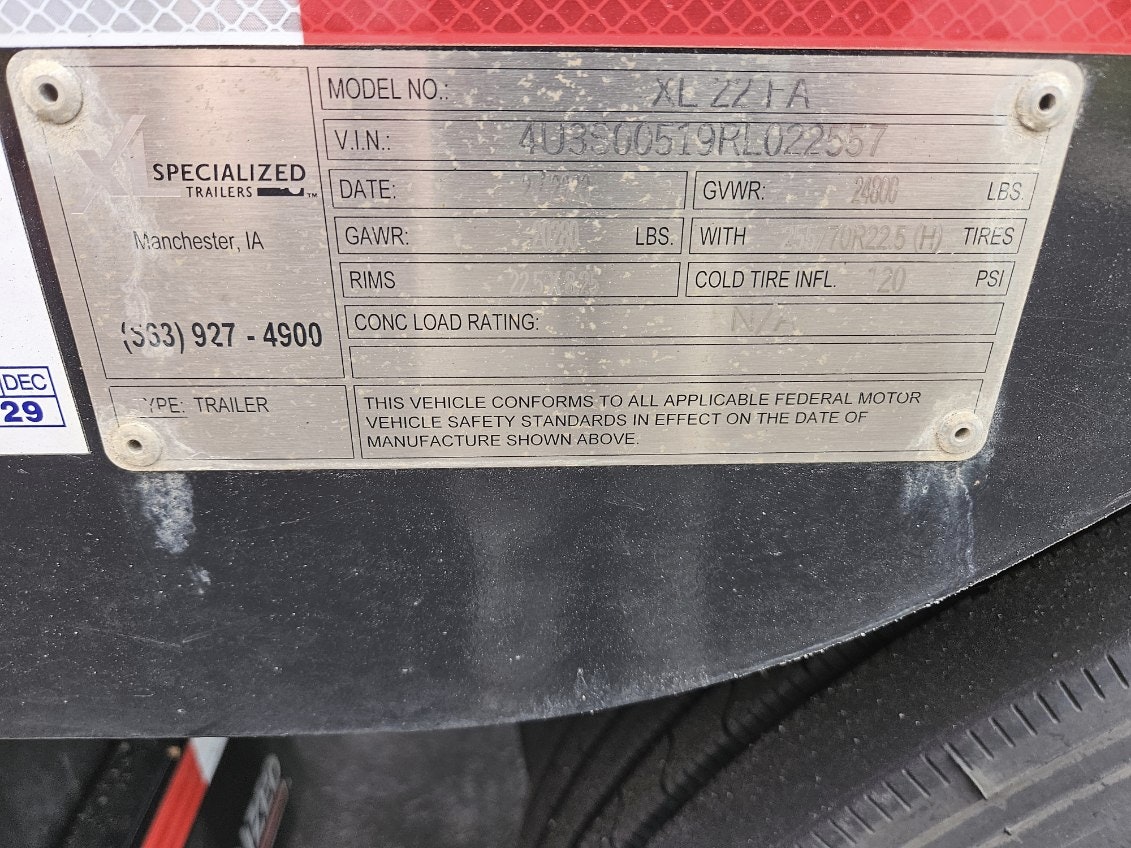 SPECIALIZED
TRAILERS
Manchester, IA
(563) 927 - 4900
TYPE: TRAILER
MODEL NO.: XL 22 FA
V.I.N.: 4U3S00519RL022557
DATE:
GVWR: LBS.
GAWR: LBS.
WITH TIRES
RIMS
COLD TIRE INFL. 120 PSI
CONC LOAD RATING: N/A
THIS VEHICLE CONFORMS TO ALL APPLICABLE FEDERAL MOTOR
VEHICLE SAFETY STANDARDS IN EFFECT ON THE DATE OF
MANUFACTURE SHOWN ABOVE.
DEC
29